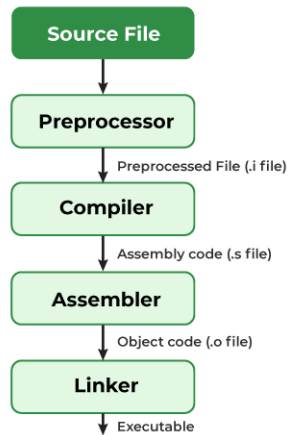 Source File
Preprocessor
Preprocessed File (.i file)
Compiler
Assembly code (.s file)
Assembler
Object code (.o file)
Linker
Executable